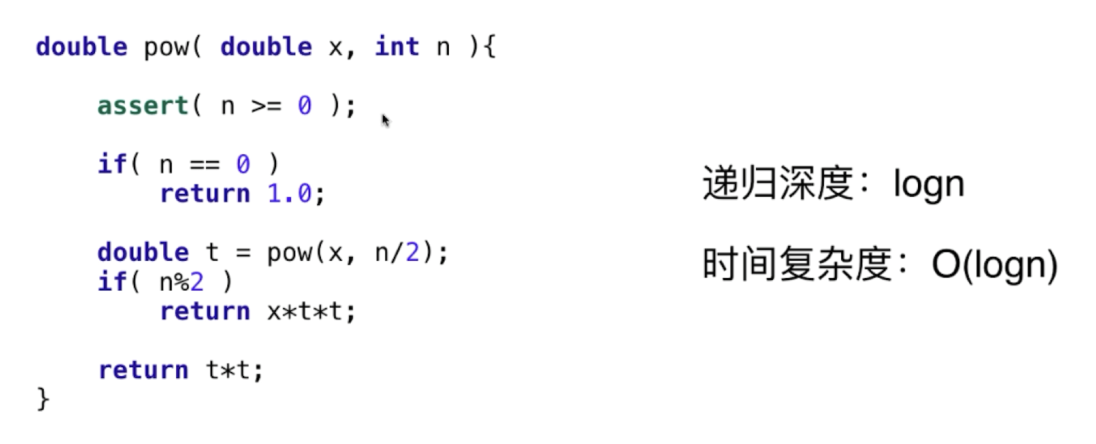 double pow( double x, int n ){
assert( n >= 0 );
if( n == 0 )
return 1.0;
double t = pow(x, n/2);
if( n%2 )
return x*t*t;
return t*t;
}
递归深度：logn
时间复杂度：O(logn)